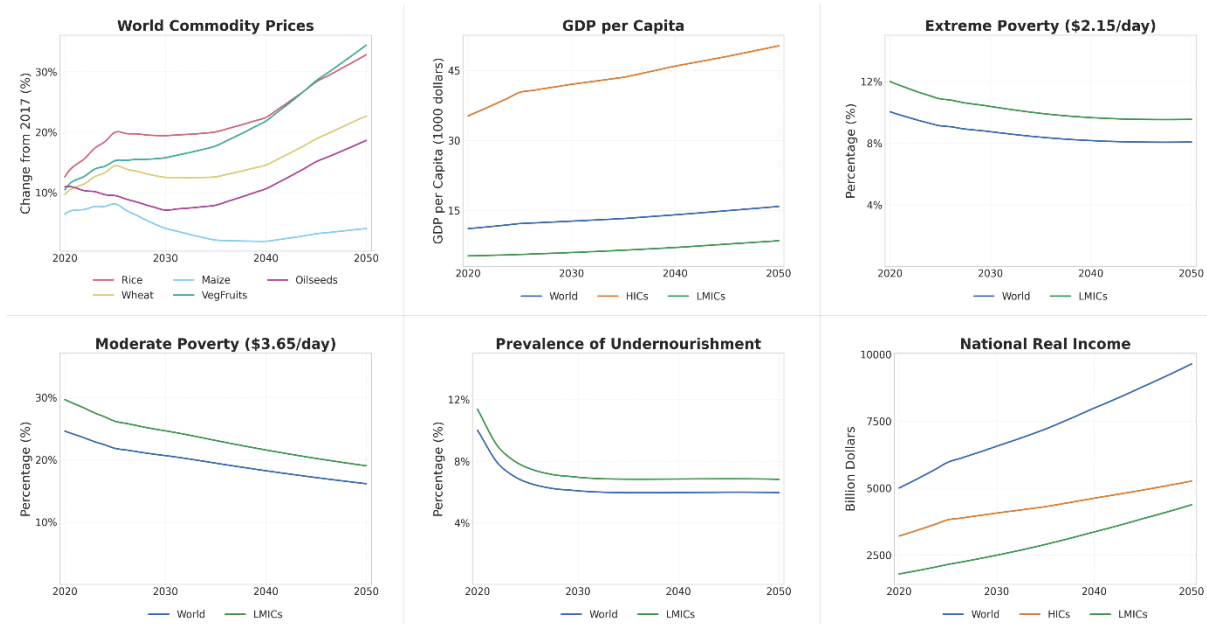 World Commodity Prices
Change from 2017 (%)
30%
20%
10%
2020 2030 2040 2050
Rice Maize Oilseeds
Wheat VegFruits
GDP per Capita
GDP per Capita (1000 dollars)
45
30
15
2020 2030 2040 2050
World HICs LMICs
Extreme Poverty ($2.15/day)
Percentage (%)
12%
8%
4%
2020 2030 2040 2050
World LMICs
Moderate Poverty ($3.65/day)
Percentage (%)
30%
20%
10%
2020 2030 2040 2050
World LMICs
Prevalence of Undernourishment
Percentage (%)
12%
8%
4%
2020 2030 2040 2050
World LMICs
National Real Income
Billion Dollars
10000
7500
5000
2500
2020 2030 2040 2050
World HICs LMICs